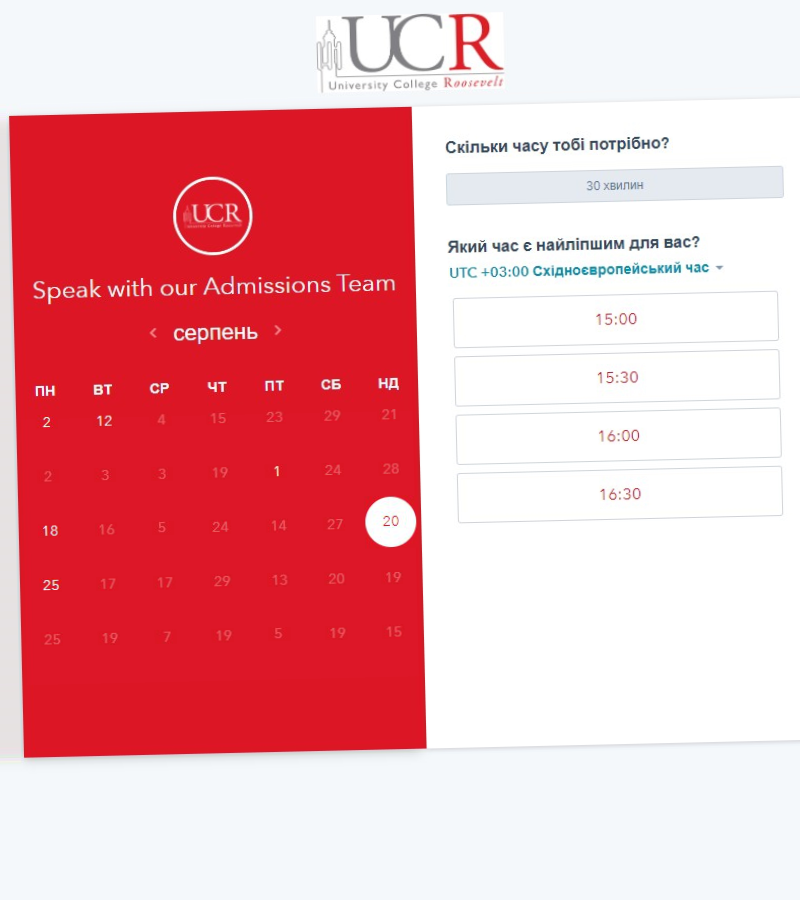 UCR
University College Roosevelt
UCR
Speak with our Admissions Team
серпень
ПН ВТ СР ЧТ ПТ СБ НД
2 12 4 15 23 29 21
2 3 3 19 1 24 28
18 16 5 24 14 27 20
25 17 17 29 13 20 19
25 19 7 19 5 19 15
Скільки часу тобі потрібно?
30 хвилин
Який час є найліпшим для вас?
UTC +03:00 Східноєвропейський час
15:00
15:30
16:00
16:30